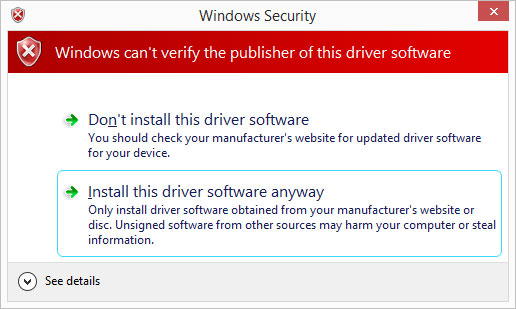 Windows Security
Windows can't verify the publisher of this driver software
Don't install this driver software
You should check your manufacturer's website for updated driver software
for your device.
Install this driver software anyway
Only install driver software obtained from your manufacturer's website or
disc. Unsigned software from other sources may harm your computer or steal
information.
See details